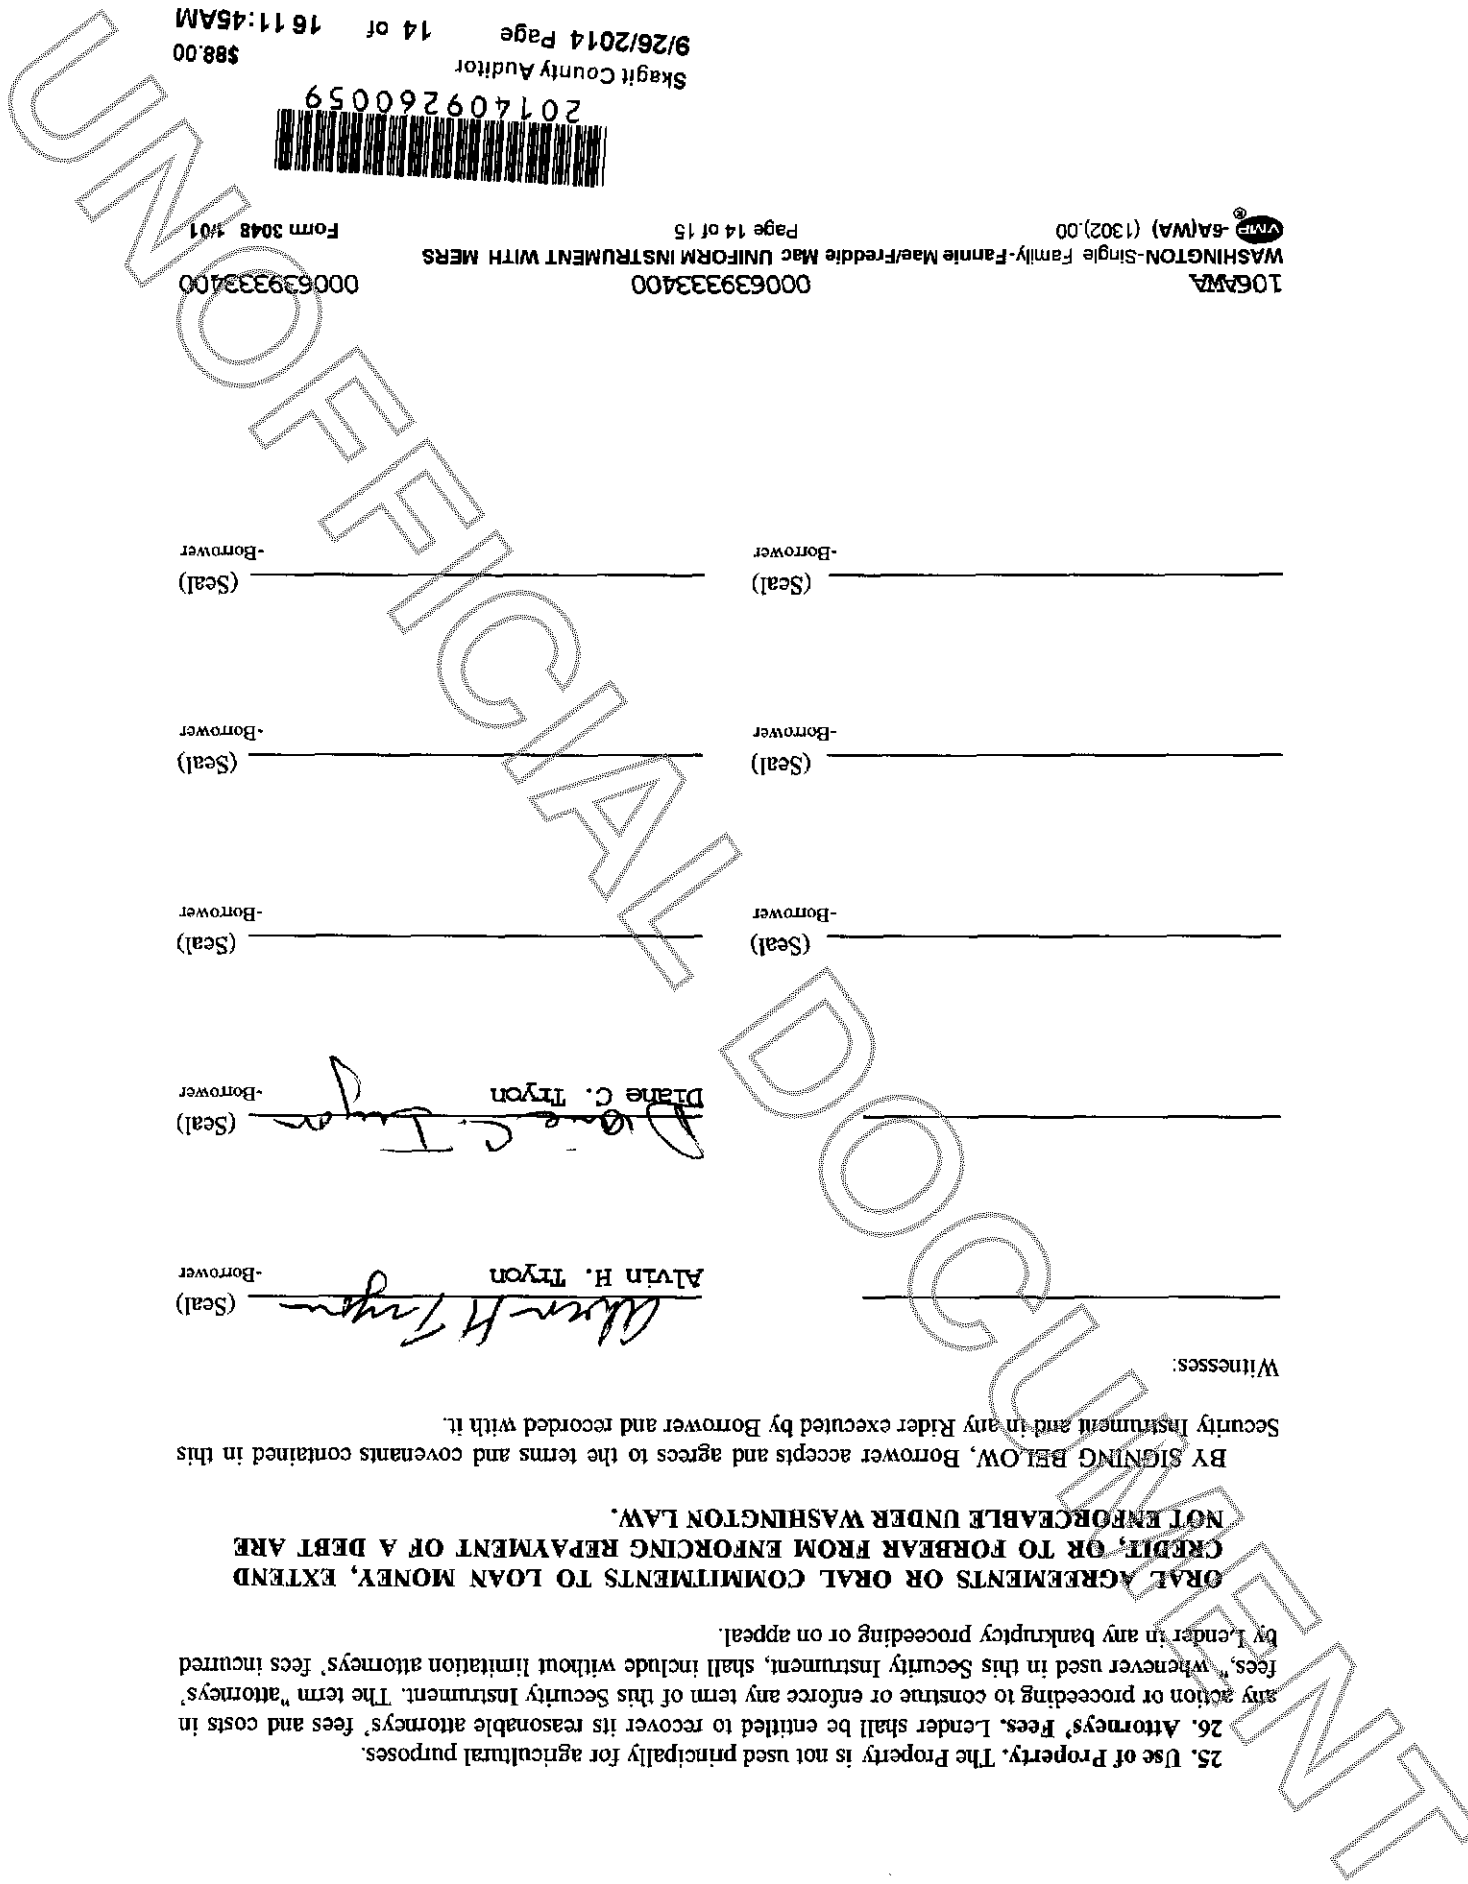 25. Use of Property. The Property is not used principally for agricultural purposes.
26. Attorneys' Fees. Lender shall be entitled to recover its reasonable attorneys' fees and costs in
any action or proceeding to construe or enforce any term of this Security Instrument. The term "attorneys'
fees," whenever used in this Security Instrument, shall include without limitation attorneys' fees incurred
by Lender in any bankruptcy proceeding or on appeal.
ORAL AGREEMENTS OR ORAL COMMITMENTS TO LOAN MONEY, EXTEND
CREDIT, OR TO FORBEAR FROM ENFORCING REPAYMENT OF A DEBT ARE
NOT ENFORCEABLE UNDER WASHINGTON LAW.
BY SIGNING BELOW, Borrower accepts and agrees to the terms and covenants contained in this
Security Instrument and in any Rider executed by Borrower and recorded with it.
Witnesses:
Alvin H Tryon (Seal)
Alvin H. Tryon -Borrower
Diane C. Tryon (Seal)
Diane C. Tryon -Borrower
(Seal) (Seal)
-Borrower -Borrower
(Seal) (Seal)
-Borrower -Borrower
(Seal) (Seal)
-Borrower -Borrower
106AWA 000639333400 000639333400
WASHINGTON-Single Family-Fannie Mae/Freddie Mac UNIFORM INSTRUMENT WITH MERS
VMP ® -6A(WA) (1302).00 Page 14 of 15 Form 3048 1/01
201409260059
Skagit County Auditor $88.00
9/26/2014 Page 14 of 16 11:45AM
UNOFFICIAL DOCUMENT